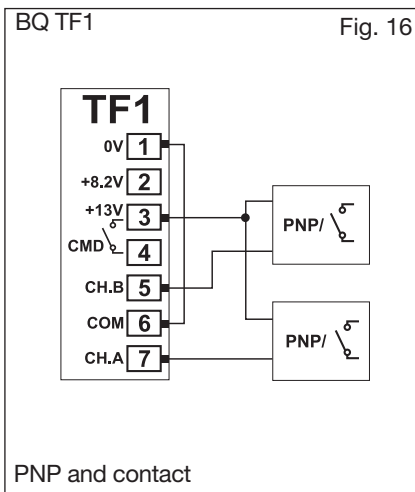 BQ TF1
Fig. 16
TF1
0V 1
+8.2V 2
+13V 3
CMD 4
CH.B 5
COM 6
CH.A 7
PNP/
PNP/
PNP and contact